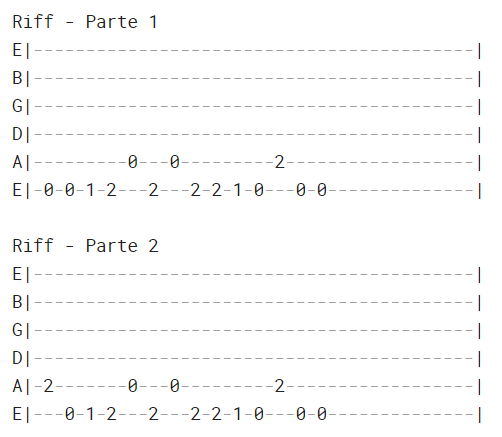 Riff - Parte 1
E|------------------------------------------|
B|------------------------------------------|
G|------------------------------------------|
D|------------------------------------------|
A|---------0---0---------2------------------|
E|-0-0-1-2---2---2-2-1-0---0-0--------------|
Riff - Parte 2
E|------------------------------------------|
B|------------------------------------------|
G|------------------------------------------|
D|------------------------------------------|
A|-2-------0---0---------2------------------|
E|---0-1-2---2---2-2-1-0---0-0--------------|